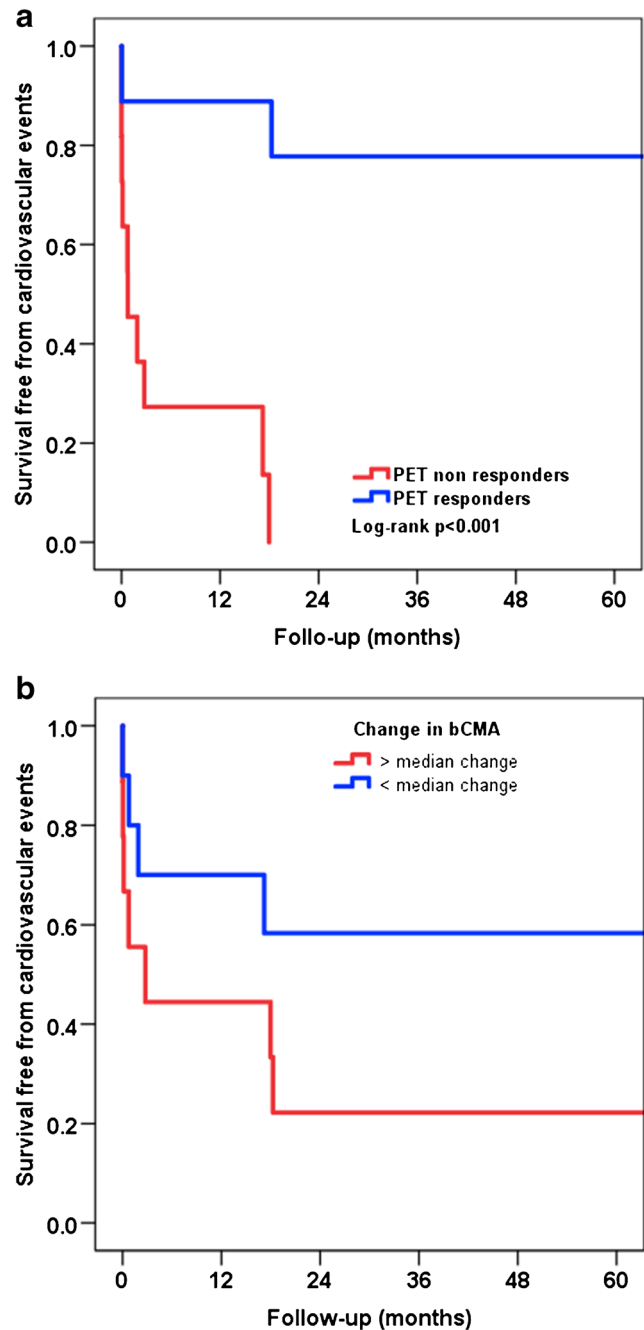 a
Survival free from cardiovascular events
1.0
0.8
0.6
0.4
0.2
0.0
PET non responders
PET responders
Log-rank p<0.001
0 12 24 36 48 60
Follo-up (months)
b
Survival free from cardiovascular events
1.0
0.8
0.6
0.4
0.2
0.0
Change in bCMA
> median change
< median change
0 12 24 36 48 60
Follow-up (months)